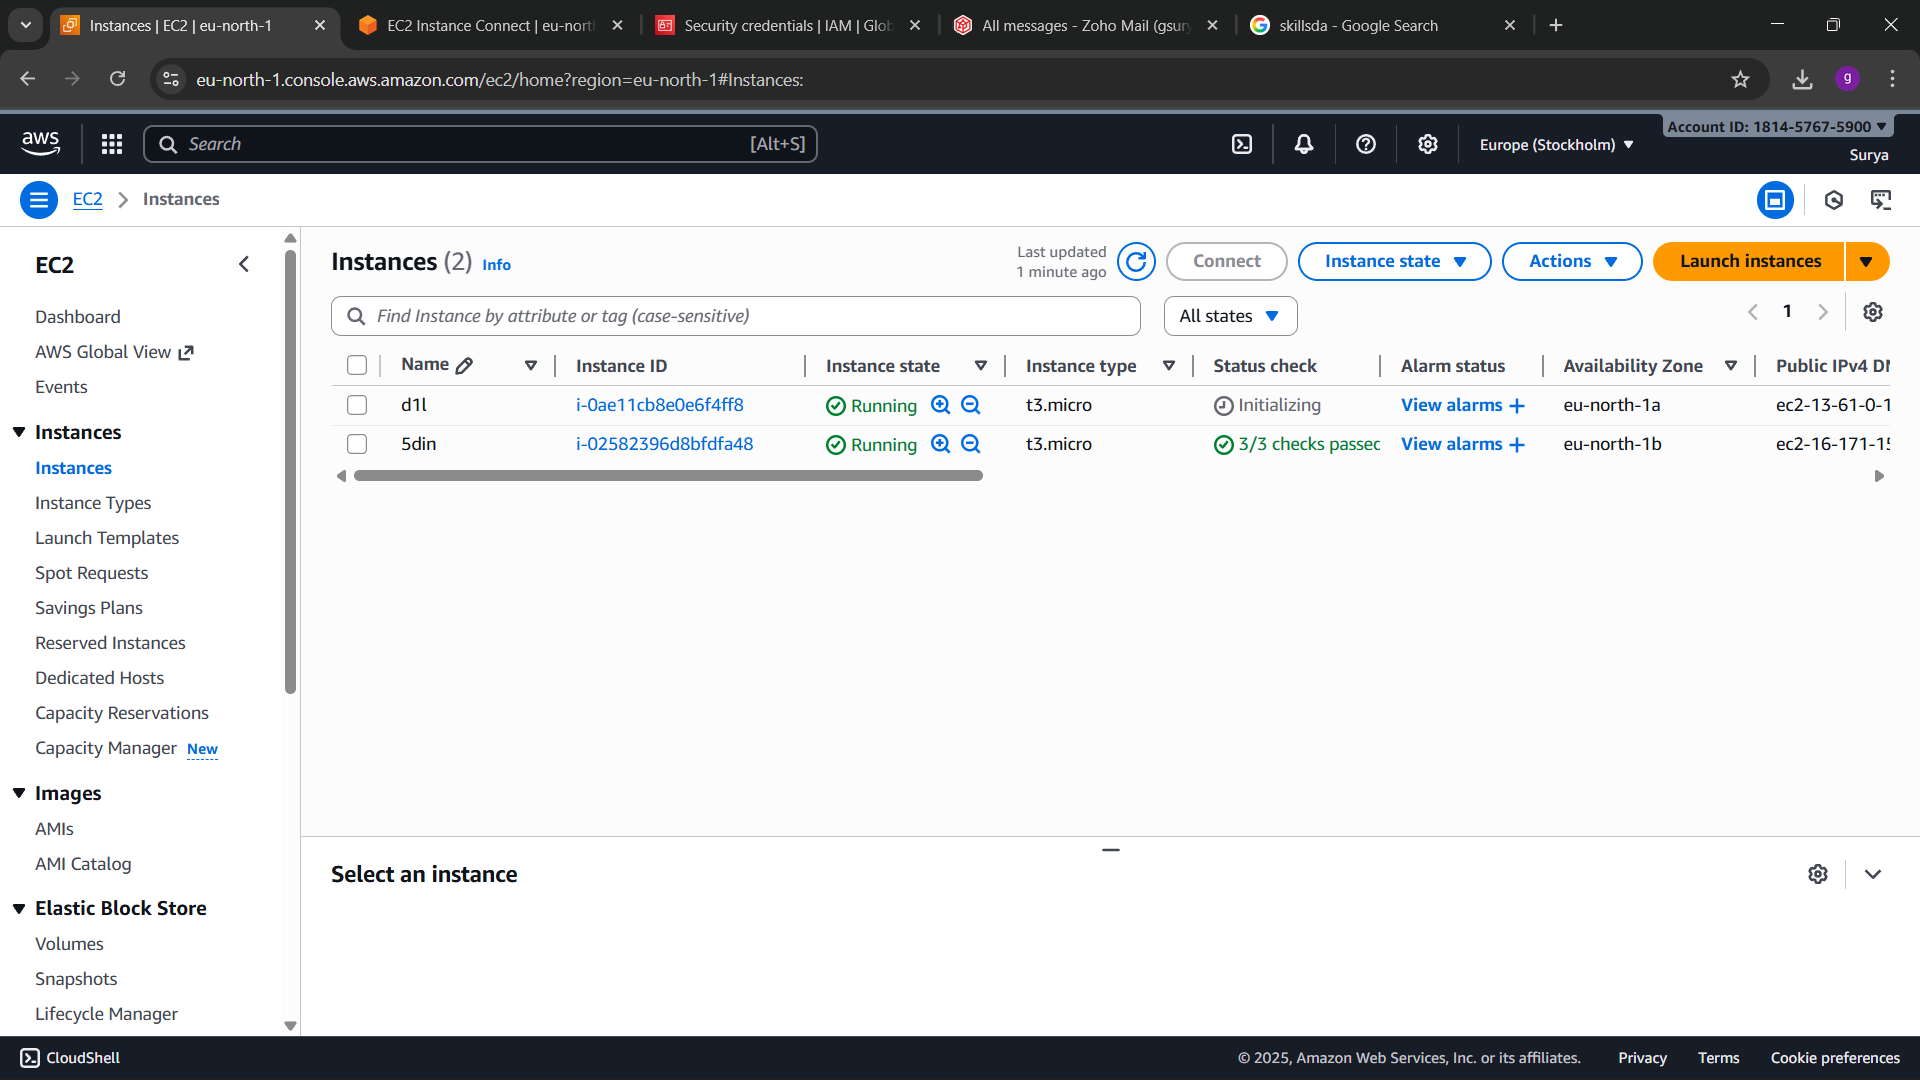 Instances | EC2 | eu-north-1
EC2 Instance Connect | eu-nort
Security credentials | IAM | Glob
All messages - Zoho Mail (gsury
skillsda - Google Search
eu-north-1.console.aws.amazon.com/ec2/home?region=eu-north-1#Instances:
g
aws
Search
[Alt+S]
Europe (Stockholm)
Account ID: 1814-5767-5900
Surya
EC2
Instances
EC2
Dashboard
AWS Global View
Events
Instances
Instances
Instance Types
Launch Templates
Spot Requests
Savings Plans
Reserved Instances
Dedicated Hosts
Capacity Reservations
Capacity Manager New
Images
AMIs
AMI Catalog
Elastic Block Store
Volumes
Snapshots
Lifecycle Manager
Instances (2) Info
Last updated
1 minute ago
Connect
Instance state
Actions
Launch instances
Find Instance by attribute or tag (case-sensitive)
All states
1
Name Instance ID Instance state Instance type Status check Alarm status Availability Zone Public IPv4 DN
d1l i-0ae11cb8e0e6f4ff8 Running t3.micro Initializing View alarms + eu-north-1a ec2-13-61-0-1
5din i-02582396d8bfdfa48 Running t3.micro 3/3 checks passed View alarms + eu-north-1b ec2-16-171-15
Select an instance
CloudShell
© 2025, Amazon Web Services, Inc. or its affiliates.
Privacy
Terms
Cookie preferences